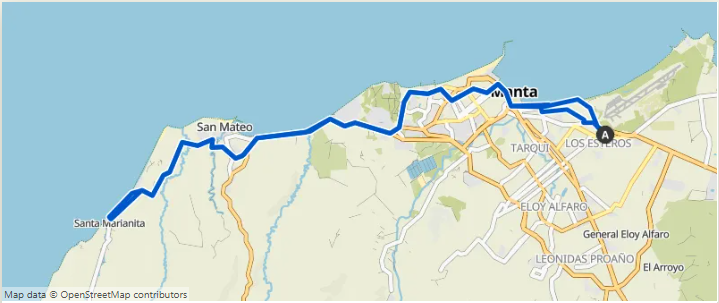 Manta
San Mateo
A
TARQUI
LOS ESTEROS
ELOY ALFARO
Santa Marianita
General Eloy Alfaro
LEONIDAS PROAÑO
El Arroyo
Map data © OpenStreetMap contributors